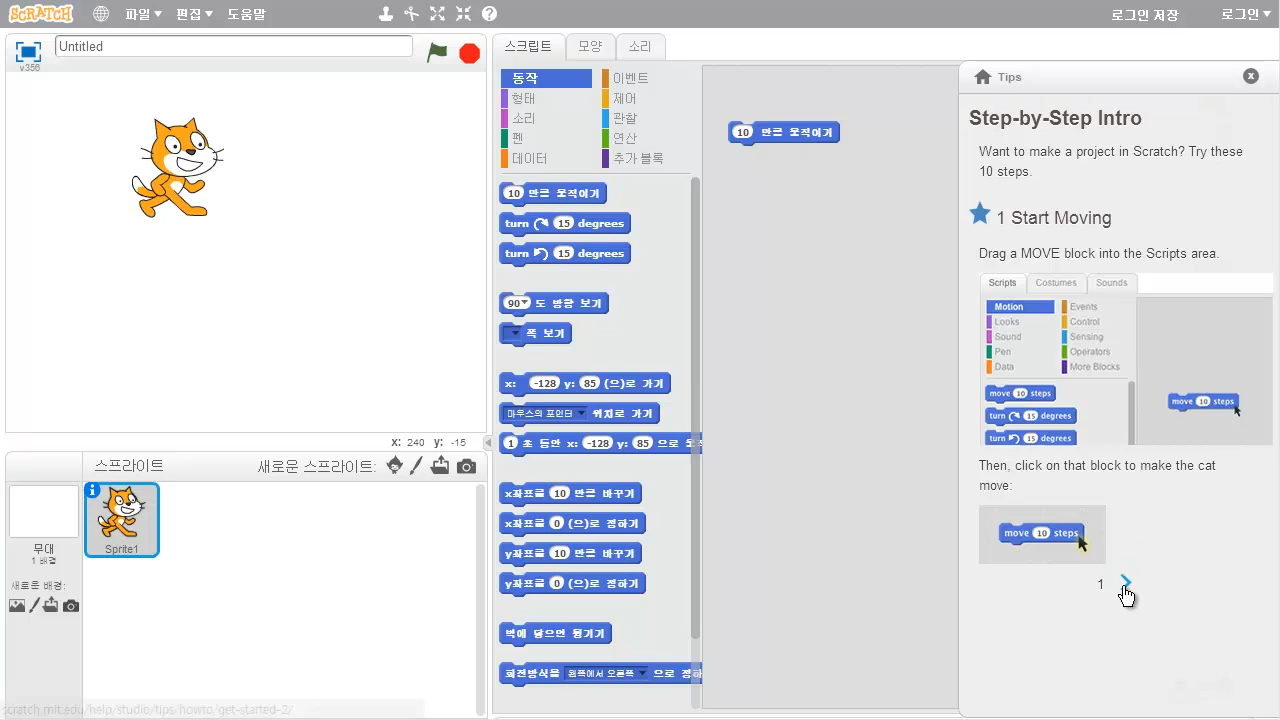 SCRATCH
파일▼ 편집▼ 도움말
로그인 저장 로그인▼
v356
Untitled
x: 240 y: -15
스프라이트 새로운 스프라이트:
무대
1 배경
새로운 배경:
Sprite1
스크립트 모양 소리
동작 이벤트
형태 제어
소리 관찰
펜 연산
데이터 추가 블록
10 만큼 움직이기
turn 15 degrees
turn 15 degrees
90▼ 도 방향 보기
▼ 쪽 보기
x: -128 y: 85 (으)로 가기
마우스의 포인터 ▼ 위치로 가기
1 초 동안 x: -128 y: 85 으로 움직
x좌표를 10 만큼 바꾸기
x좌표를 0 (으)로 정하기
y좌표를 10 만큼 바꾸기
y좌표를 0 (으)로 정하기
벽에 닿으면 튕기기
회전방식을 왼쪽에서 오른쪽 ▼ 으로 정하
10 만큼 움직이기
Tips
Step-by-Step Intro
Want to make a project in Scratch? Try these
10 steps.
1 Start Moving
Drag a MOVE block into the Scripts area.
Scripts Costumes Sounds
Motion Events
Looks Control
Sound Sensing
Pen Operators
Data More Blocks
move 10 steps
turn 15 degrees
turn 15 degrees
move 10 steps
Then, click on that block to make the cat
move:
move 10 steps
1
scratch.mit.edu/help/studio/tips/howto/get-started-2/